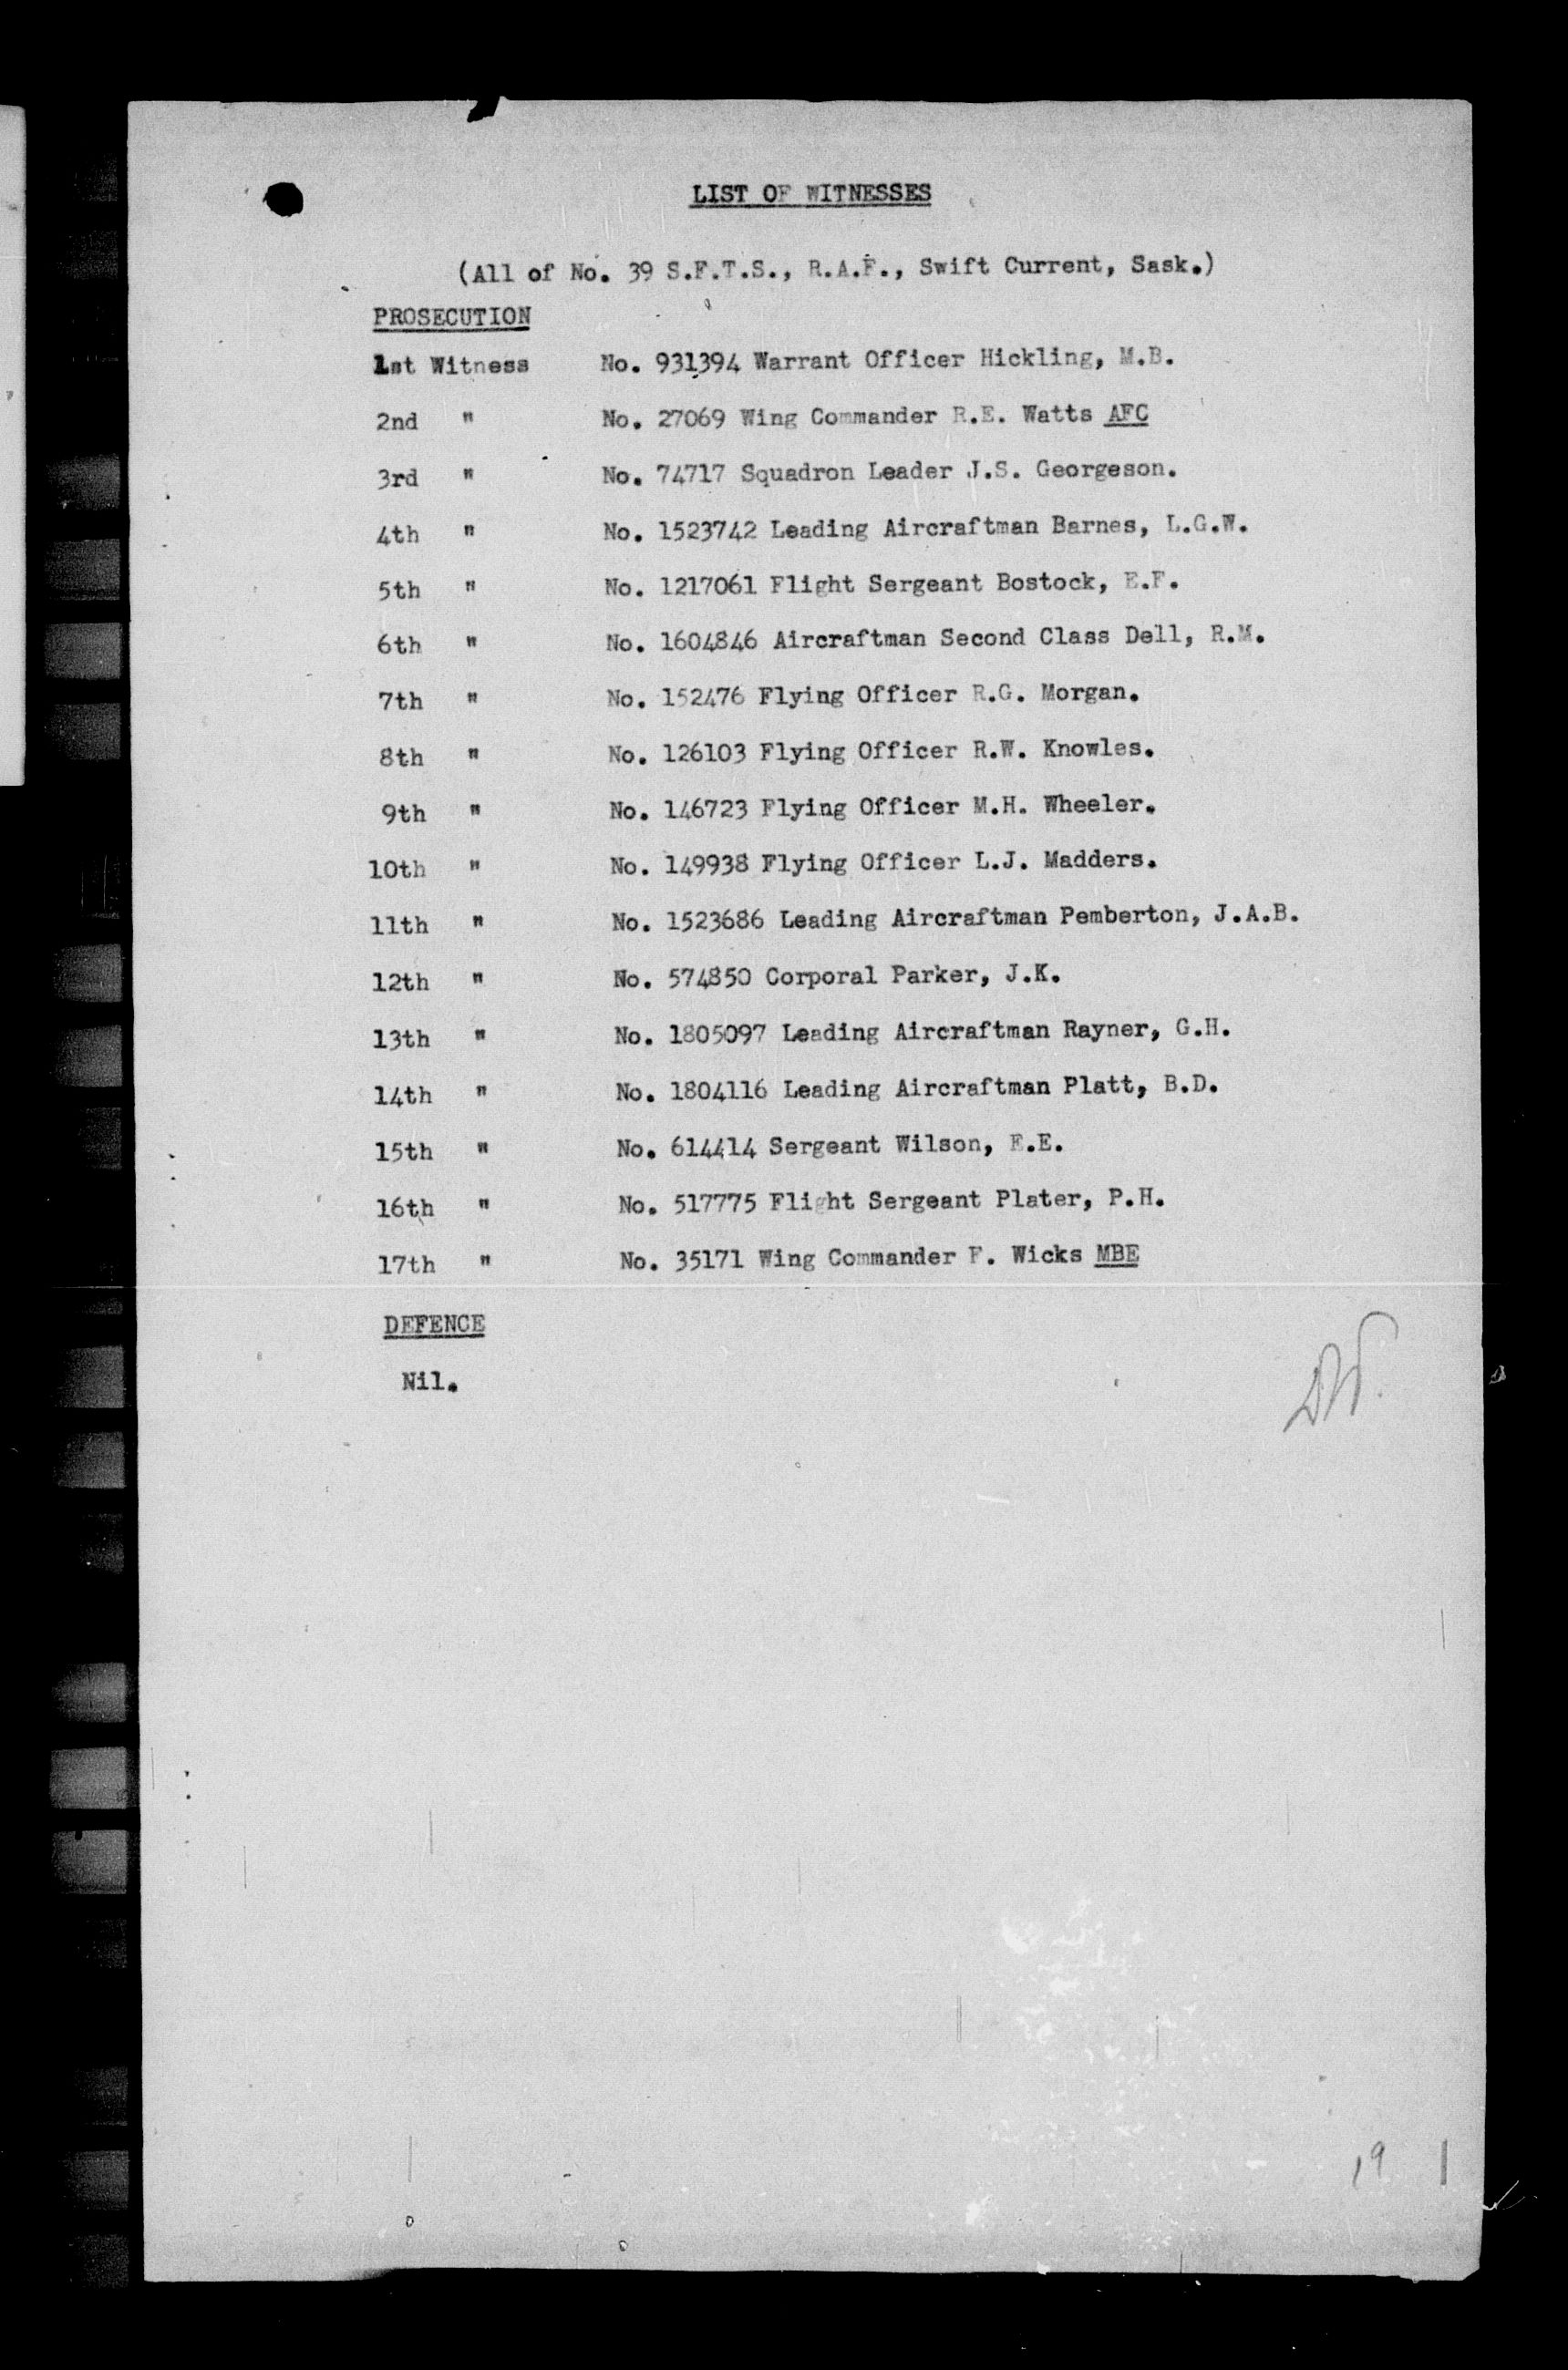 LIST OF WITNESSES
(All of No. 39 S.F.T.S., R.A.F., Swift Current, Sask.)
PROSECUTION
1st Witness No. 931394 Warrant Officer Hickling, M.B.
2nd " No. 27069 Wing Commander R.E. Watts AFC
3rd " No. 74717 Squadron Leader J.S. Georgeson.
4th " No. 1523742 Leading Aircraftman Barnes, L.G.W.
5th " No. 1217061 Flight Sergeant Bostock, E.F.
6th " No. 1604846 Aircraftman Second Class Dell, R.M.
7th " No. 152476 Flying Officer R.G. Morgan.
8th " No. 126103 Flying Officer R.W. Knowles.
9th " No. 146723 Flying Officer M.H. Wheeler.
10th " No. 149938 Flying Officer L.J. Madders.
11th " No. 1523686 Leading Aircraftman Pemberton, J.A.B.
12th " No. 574850 Corporal Parker, J.K.
13th " No. 1805097 Leading Aircraftman Rayner, G.H.
14th " No. 1804116 Leading Aircraftman Platt, B.D.
15th " No. 614414 Sergeant Wilson, E.E.
16th " No. 517775 Flight Sergeant Plater, P.H.
17th " No. 35171 Wing Commander F. Wicks MBE
DEFENCE
Nil.
19